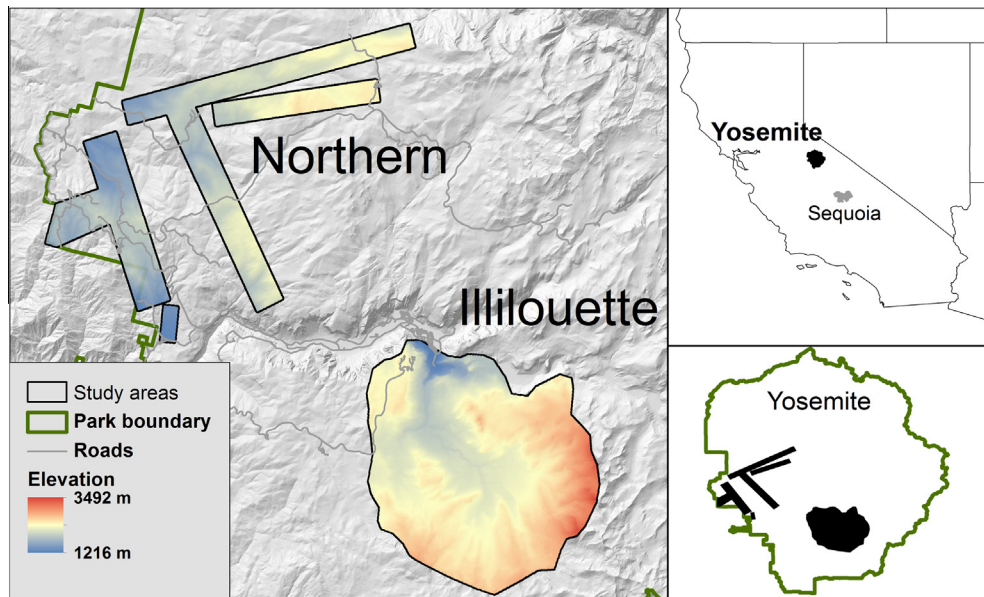 Northern
Illilouette
Study areas
Park boundary
Roads
Elevation
3492 m
1216 m
Yosemite
Sequoia
Yosemite